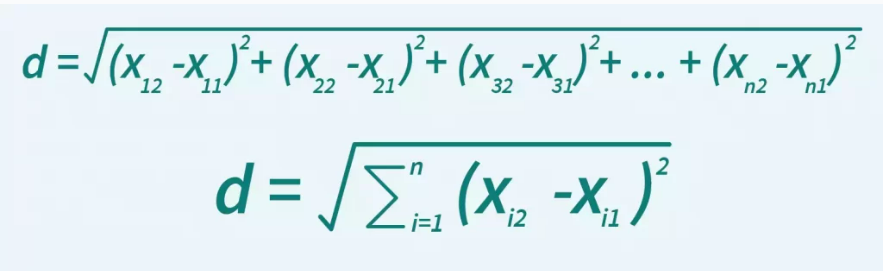 d = √(x₁₂ -x₁₁)² + (x₂₂ -x₂₁)² + (x₃₂ -x₃₁)² + ... + (xₙ₂ -xₙ₁)²
d = √∑ⁿᵢ₌₁ (xᵢ₂ -xᵢ₁)²